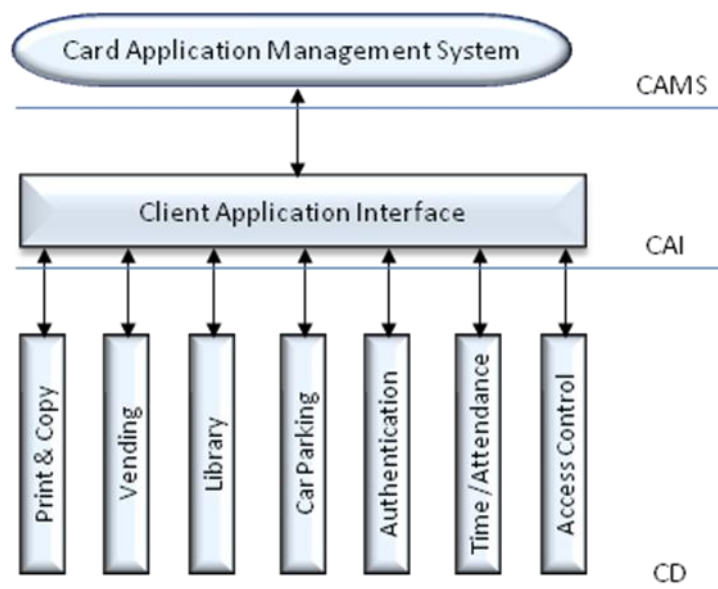 Card Application Management System
CAMS
Client Application Interface
CAI
Print & Copy
Vending
Library
Car Parking
Authentication
Time /Attendance
Access Control
CD